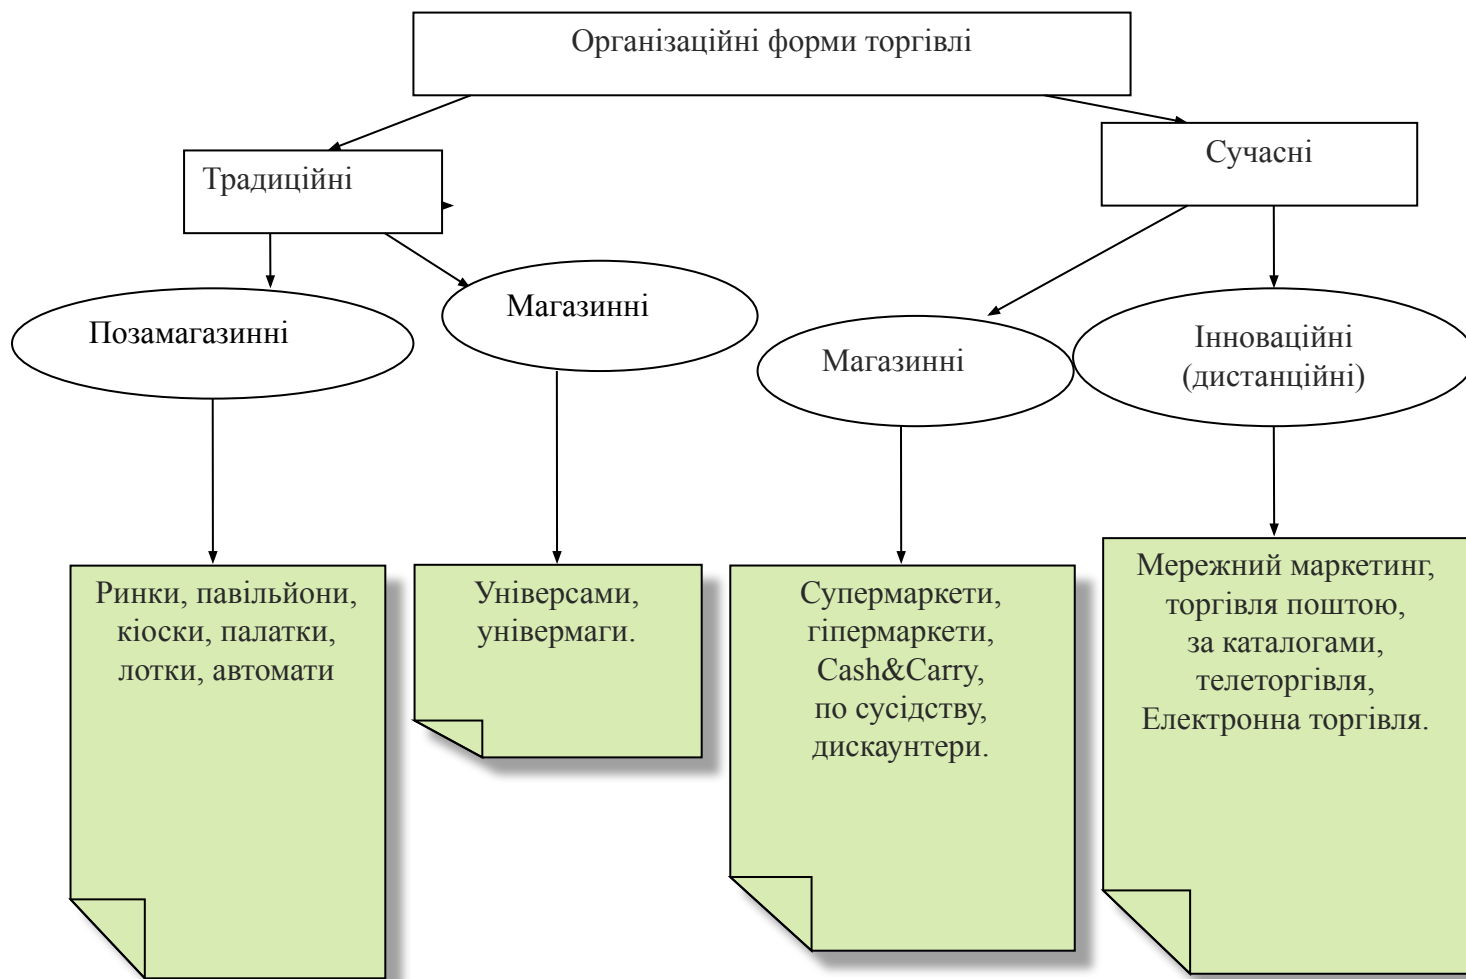 Організаційні форми торгівлі
Традиційні
Сучасні
Позамагазинні
Магазинні
Магазинні
Інноваційні
(дистанційні)
Ринки, павільйони,
кіоски, палатки,
лотки, автомати
Універсами,
універмаги.
Супермаркети,
гіпермаркети,
Cash&Carry,
по сусідству,
дискаунтери.
Мережний маркетинг,
торгівля поштою,
за каталогами,
телеторгівля,
Електронна торгівля.